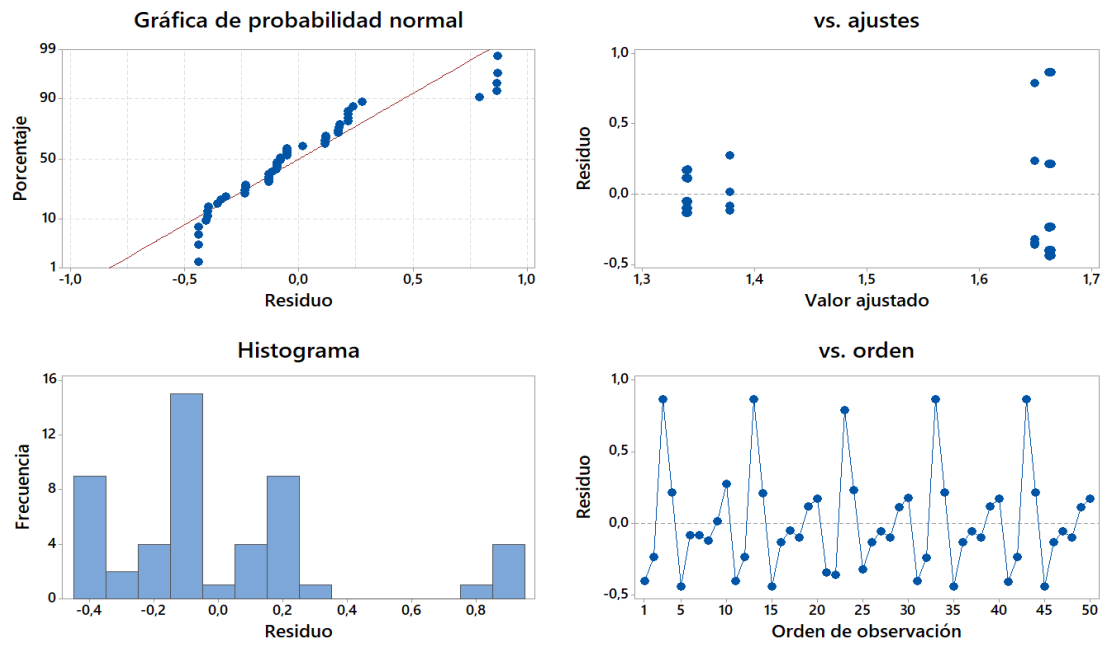 Gráfica de probabilidad normal
99
90
50
10
1
Porcentaje
-1,0 -0,5 0,0 0,5 1,0
Residuo
vs. ajustes
1,0
0,5
0,0
-0,5
Residuo
1,3 1,4 1,5 1,6 1,7
Valor ajustado
Histograma
16
12
8
4
0
Frecuencia
-0,4 -0,2 0,0 0,2 0,4 0,6 0,8
Residuo
vs. orden
1,0
0,5
0,0
-0,5
Residuo
1 5 10 15 20 25 30 35 40 45 50
Orden de observación